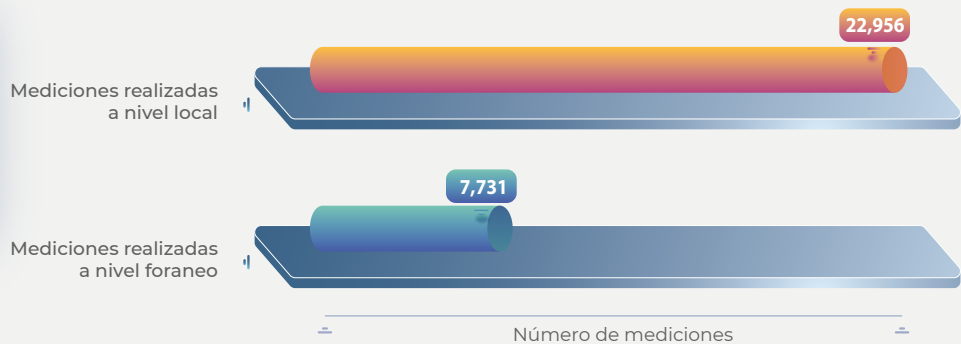 22,956
Mediciones realizadas
a nivel local
7,731
Mediciones realizadas
a nivel foraneo
Número de mediciones